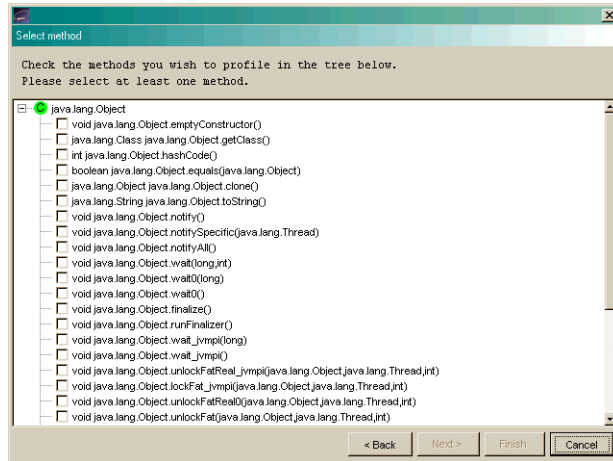 Select method
Check the methods you wish to profile in the tree below.
Please select at least one method.
C java.lang.Object
void java.lang.Object.emptyConstructor()
java.lang.Class java.lang.Object.getClass()
int java.lang.Object.hashCode()
boolean java.lang.Object.equals(java.lang.Object)
java.lang.Object java.lang.Object.clone()
java.lang.String java.lang.Object.toString()
void java.lang.Object.notify()
void java.lang.Object.notifySpecific(java.lang.Thread)
void java.lang.Object.notifyAll()
void java.lang.Object.wait(long,int)
void java.lang.Object.wait0(long)
void java.lang.Object.wait0()
void java.lang.Object.finalize()
void java.lang.Object.runFinalizer()
void java.lang.Object.wait_jvmpi(long)
void java.lang.Object.wait_jvmpi()
void java.lang.Object.unlockFatReal_jvmpi(java.lang.Object,java.lang.Thread,int)
void java.lang.Object.lockFat_jvmpi(java.lang.Object,java.lang.Thread,int)
void java.lang.Object.unlockFatReal0(java.lang.Object,java.lang.Thread,int)
void java.lang.Object.unlockFat(java.lang.Object,java.lang.Thread,int)
< Back Next > Finish Cancel